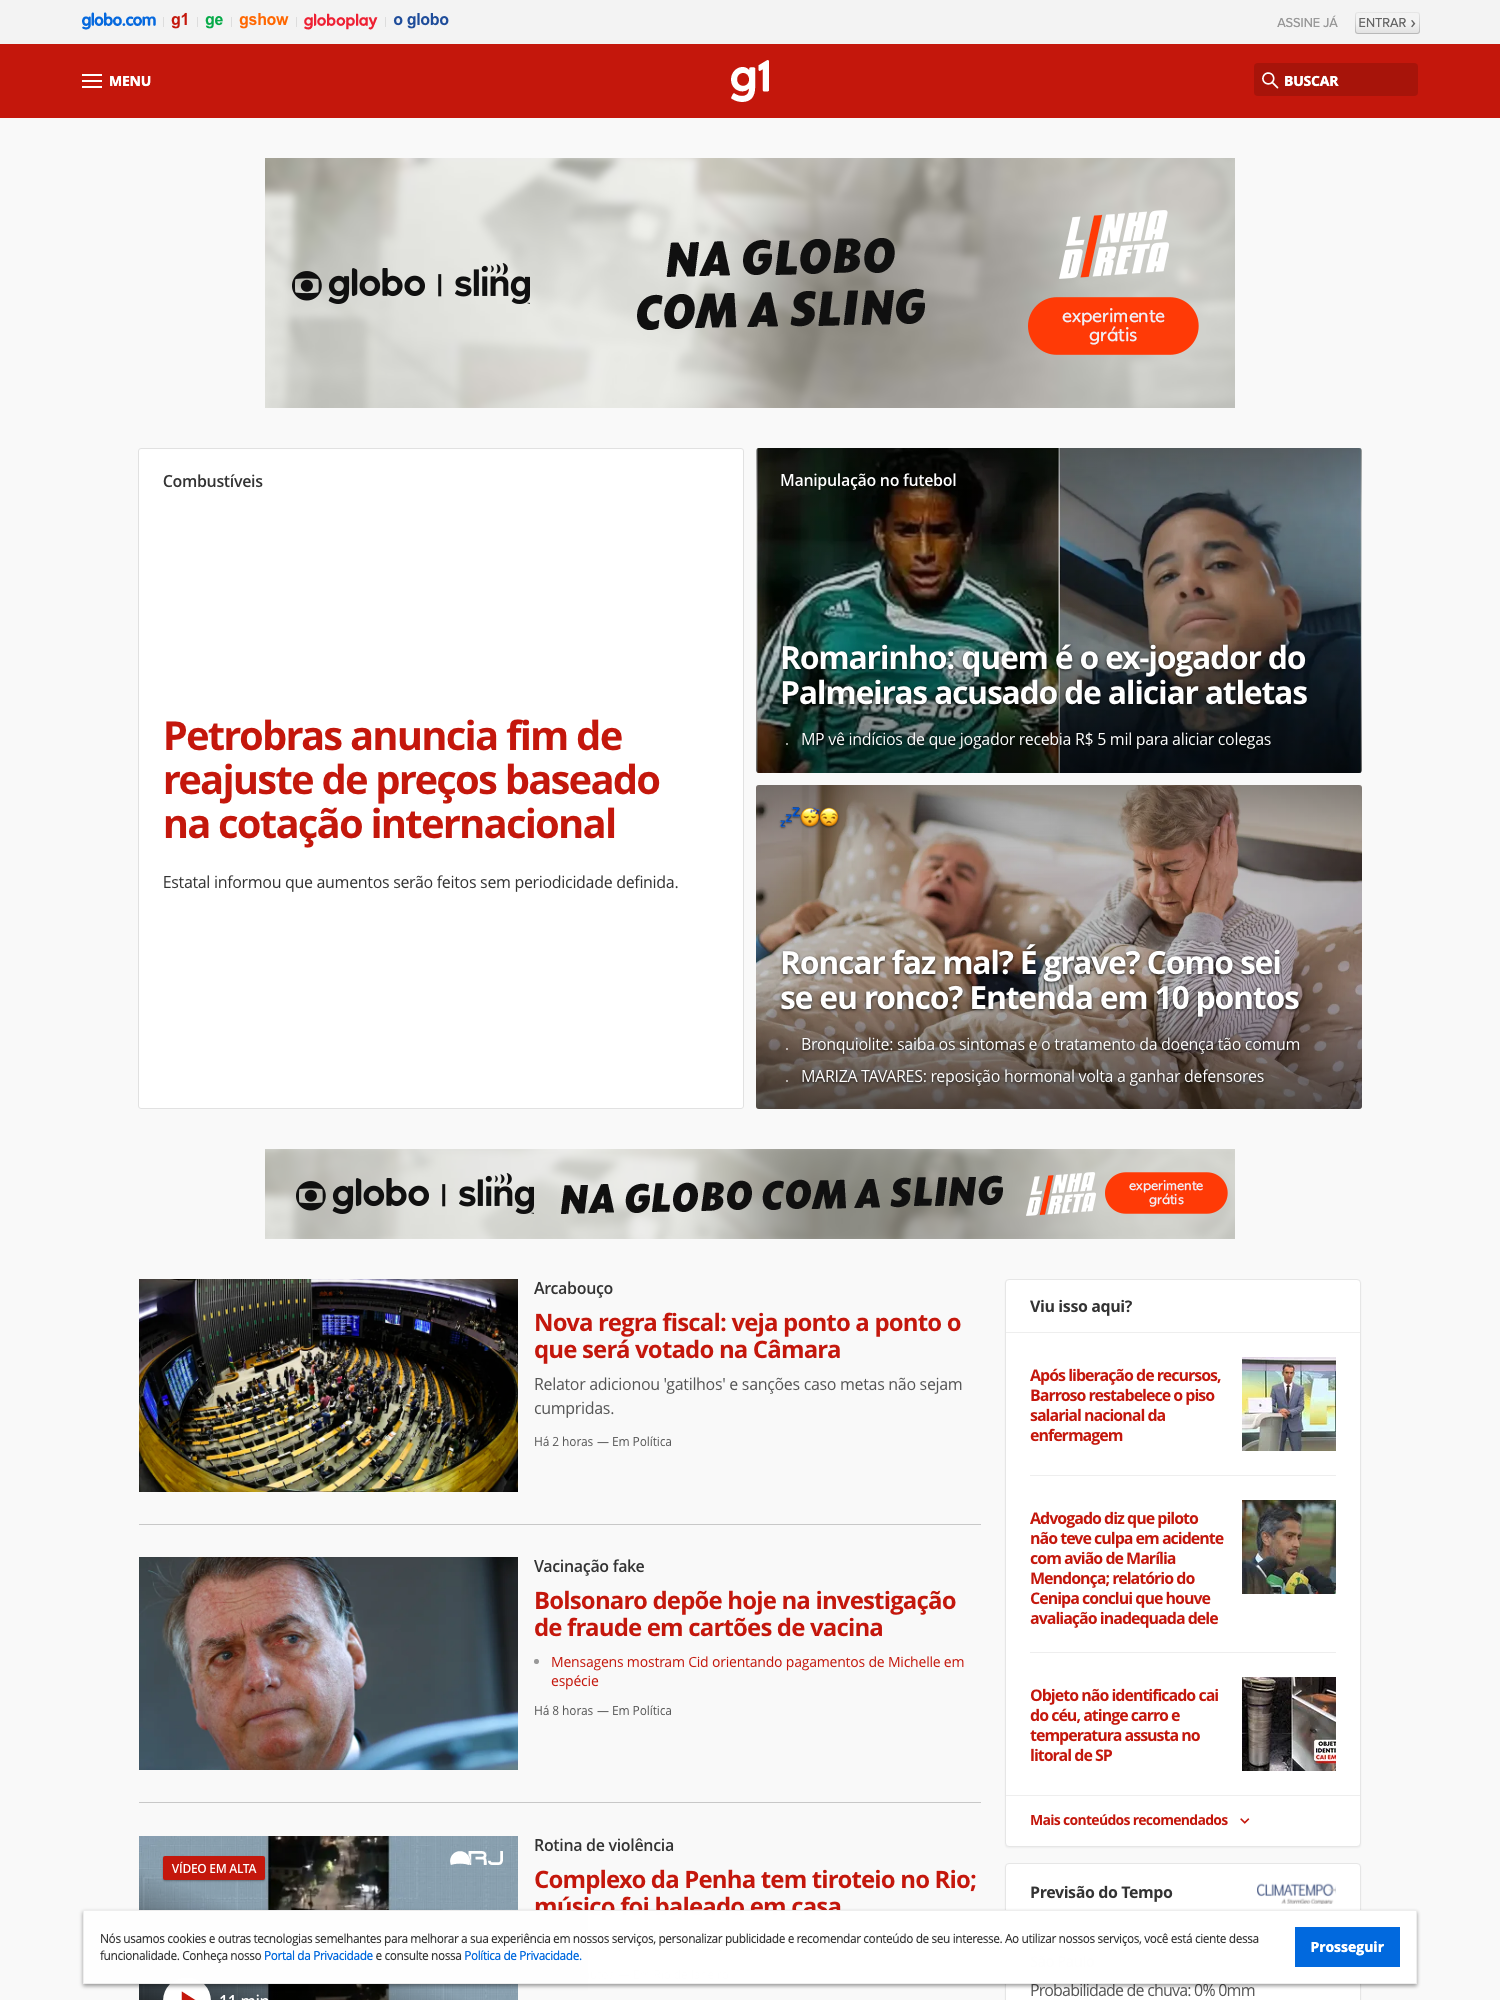 globo.com g1 ge gshow globoplay o globo
ASSINE JÁ
ENTRAR ›
MENU
g1
BUSCAR
globo | sling
NA GLOBO
COM A SLING
LINHA
DIRETA
experimente
grátis
Combustíveis
Petrobras anuncia fim de
reajuste de preços baseado
na cotação internacional
Estatal informou que aumentos serão feitos sem periodicidade definida.
Manipulação no futebol
Romarinho: quem é o ex-jogador do
Palmeiras acusado de aliciar atletas
. MP vê indícios de que jogador recebia R$ 5 mil para aliciar colegas
💤😴😒
Roncar faz mal? É grave? Como sei
se eu ronco? Entenda em 10 pontos
. Bronquiolite: saiba os sintomas e o tratamento da doença tão comum
. MARIZA TAVARES: reposição hormonal volta a ganhar defensores
globo | sling
NA GLOBO COM A SLING
LINHA
DIRETA
experimente
grátis
Arcabouço
Nova regra fiscal: veja ponto a ponto o
que será votado na Câmara
Relator adicionou 'gatilhos' e sanções caso metas não sejam
cumpridas.
Há 2 horas — Em Política
Vacinação fake
Bolsonaro depõe hoje na investigação
de fraude em cartões de vacina
• Mensagens mostram Cid orientando pagamentos de Michelle em
espécie
Há 8 horas — Em Política
VÍDEO EM ALTA
RJ
11 min
Rotina de violência
Complexo da Penha tem tiroteio no Rio;
músico foi baleado em casa
Viu isso aqui?
Após liberação de recursos,
Barroso restabelece o piso
salarial nacional da
enfermagem
Advogado diz que piloto
não teve culpa em acidente
com avião de Marília
Mendonça; relatório do
Cenipa conclui que houve
avaliação inadequada dele
Objeto não identificado cai
do céu, atinge carro e
temperatura assusta no
litoral de SP
Mais conteúdos recomendados
Previsão do Tempo
CLIMATEMPO
Probabilidade de chuva: 0% 0mm
Nós usamos cookies e outras tecnologias semelhantes para melhorar a sua experiência em nossos serviços, personalizar publicidade e recomendar conteúdo de seu interesse. Ao utilizar nossos serviços, você está ciente dessa
funcionalidade. Conheça nosso Portal da Privacidade e consulte nossa Política de Privacidade.
Prosseguir